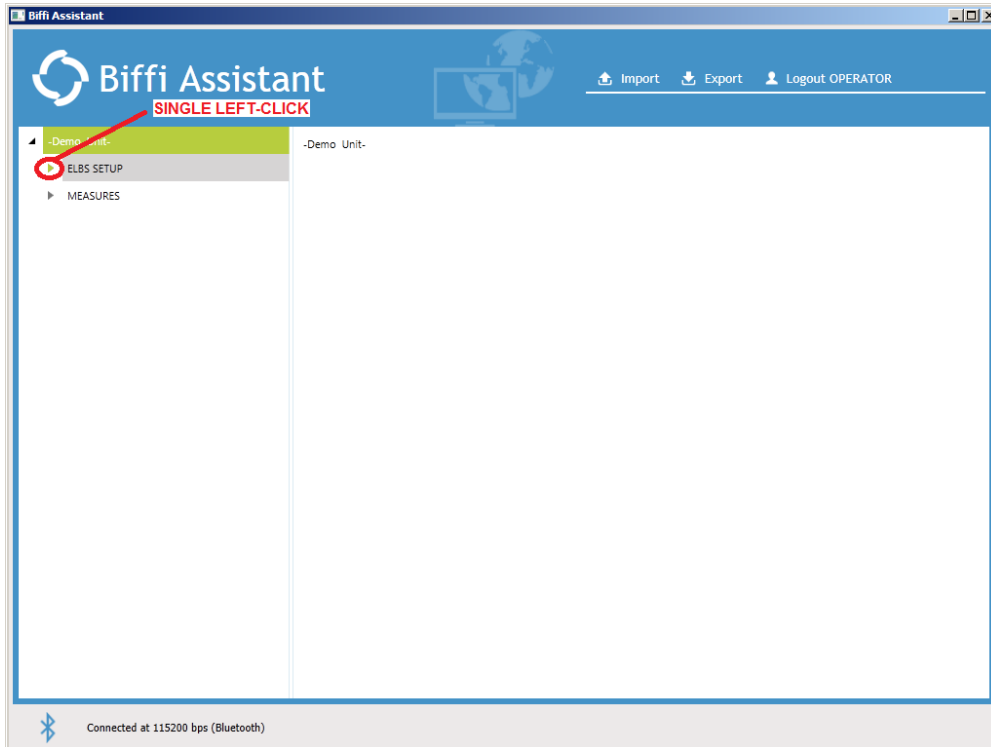 Biffi Assistant
Biffi Assistant
Import Export Logout OPERATOR
SINGLE LEFT-CLICK
-Demo Unit-
-Demo Unit-
ELBS SETUP
MEASURES
Connected at 115200 bps (Bluetooth)